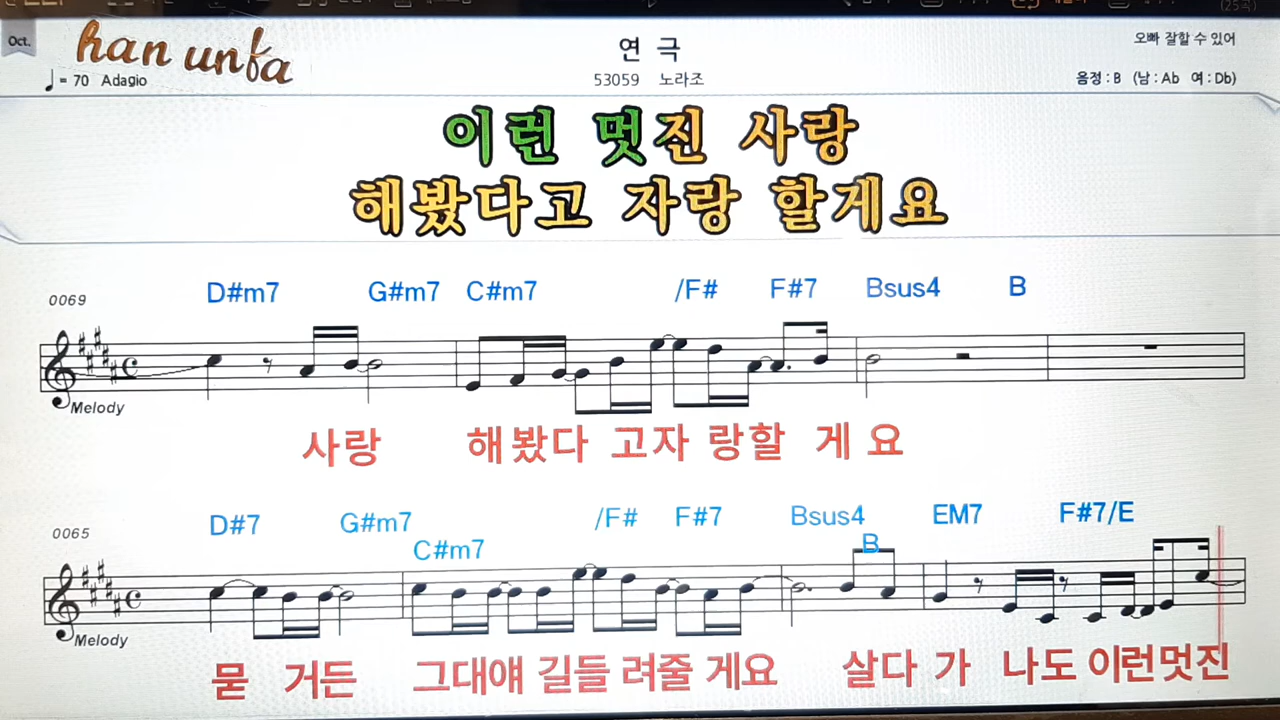 Oct.
han unfa
(25곡)
연 극
오빠 잘할 수 있어
♩= 70 Adagio
53059 노라조
음정 : B (남 : Ab 여 : Db)
이런 멋진 사랑
해봤다고 자랑 할게요
0069
D#m7 G#m7 C#m7 /F# F#7 Bsus4 B
Melody
사랑 해봤다 고자 랑할 게 요
0065
D#7 G#m7 C#m7 /F# F#7 Bsus4 B EM7 F#7/E
Melody
묻 거든 그대얘 길들 려줄 게요 살다 가 나도 이런멋진